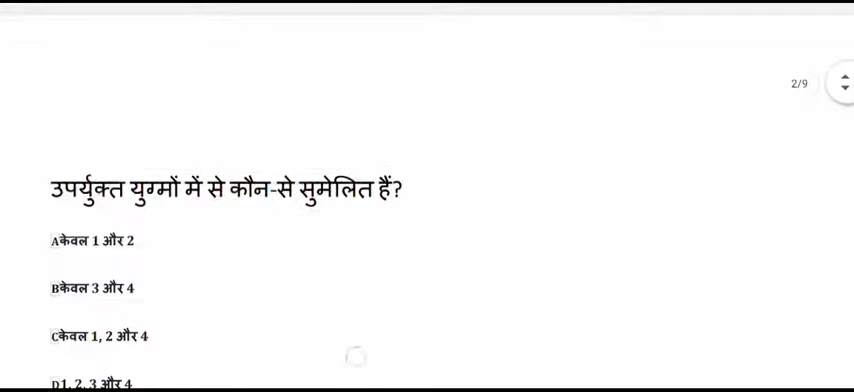 2/9
उपर्युक्त युग्मों में से कौन-से सुमेलित हैं?
Aकेवल 1 और 2
Bकेवल 3 और 4
Cकेवल 1, 2 और 4
D1, 2, 3 और 4